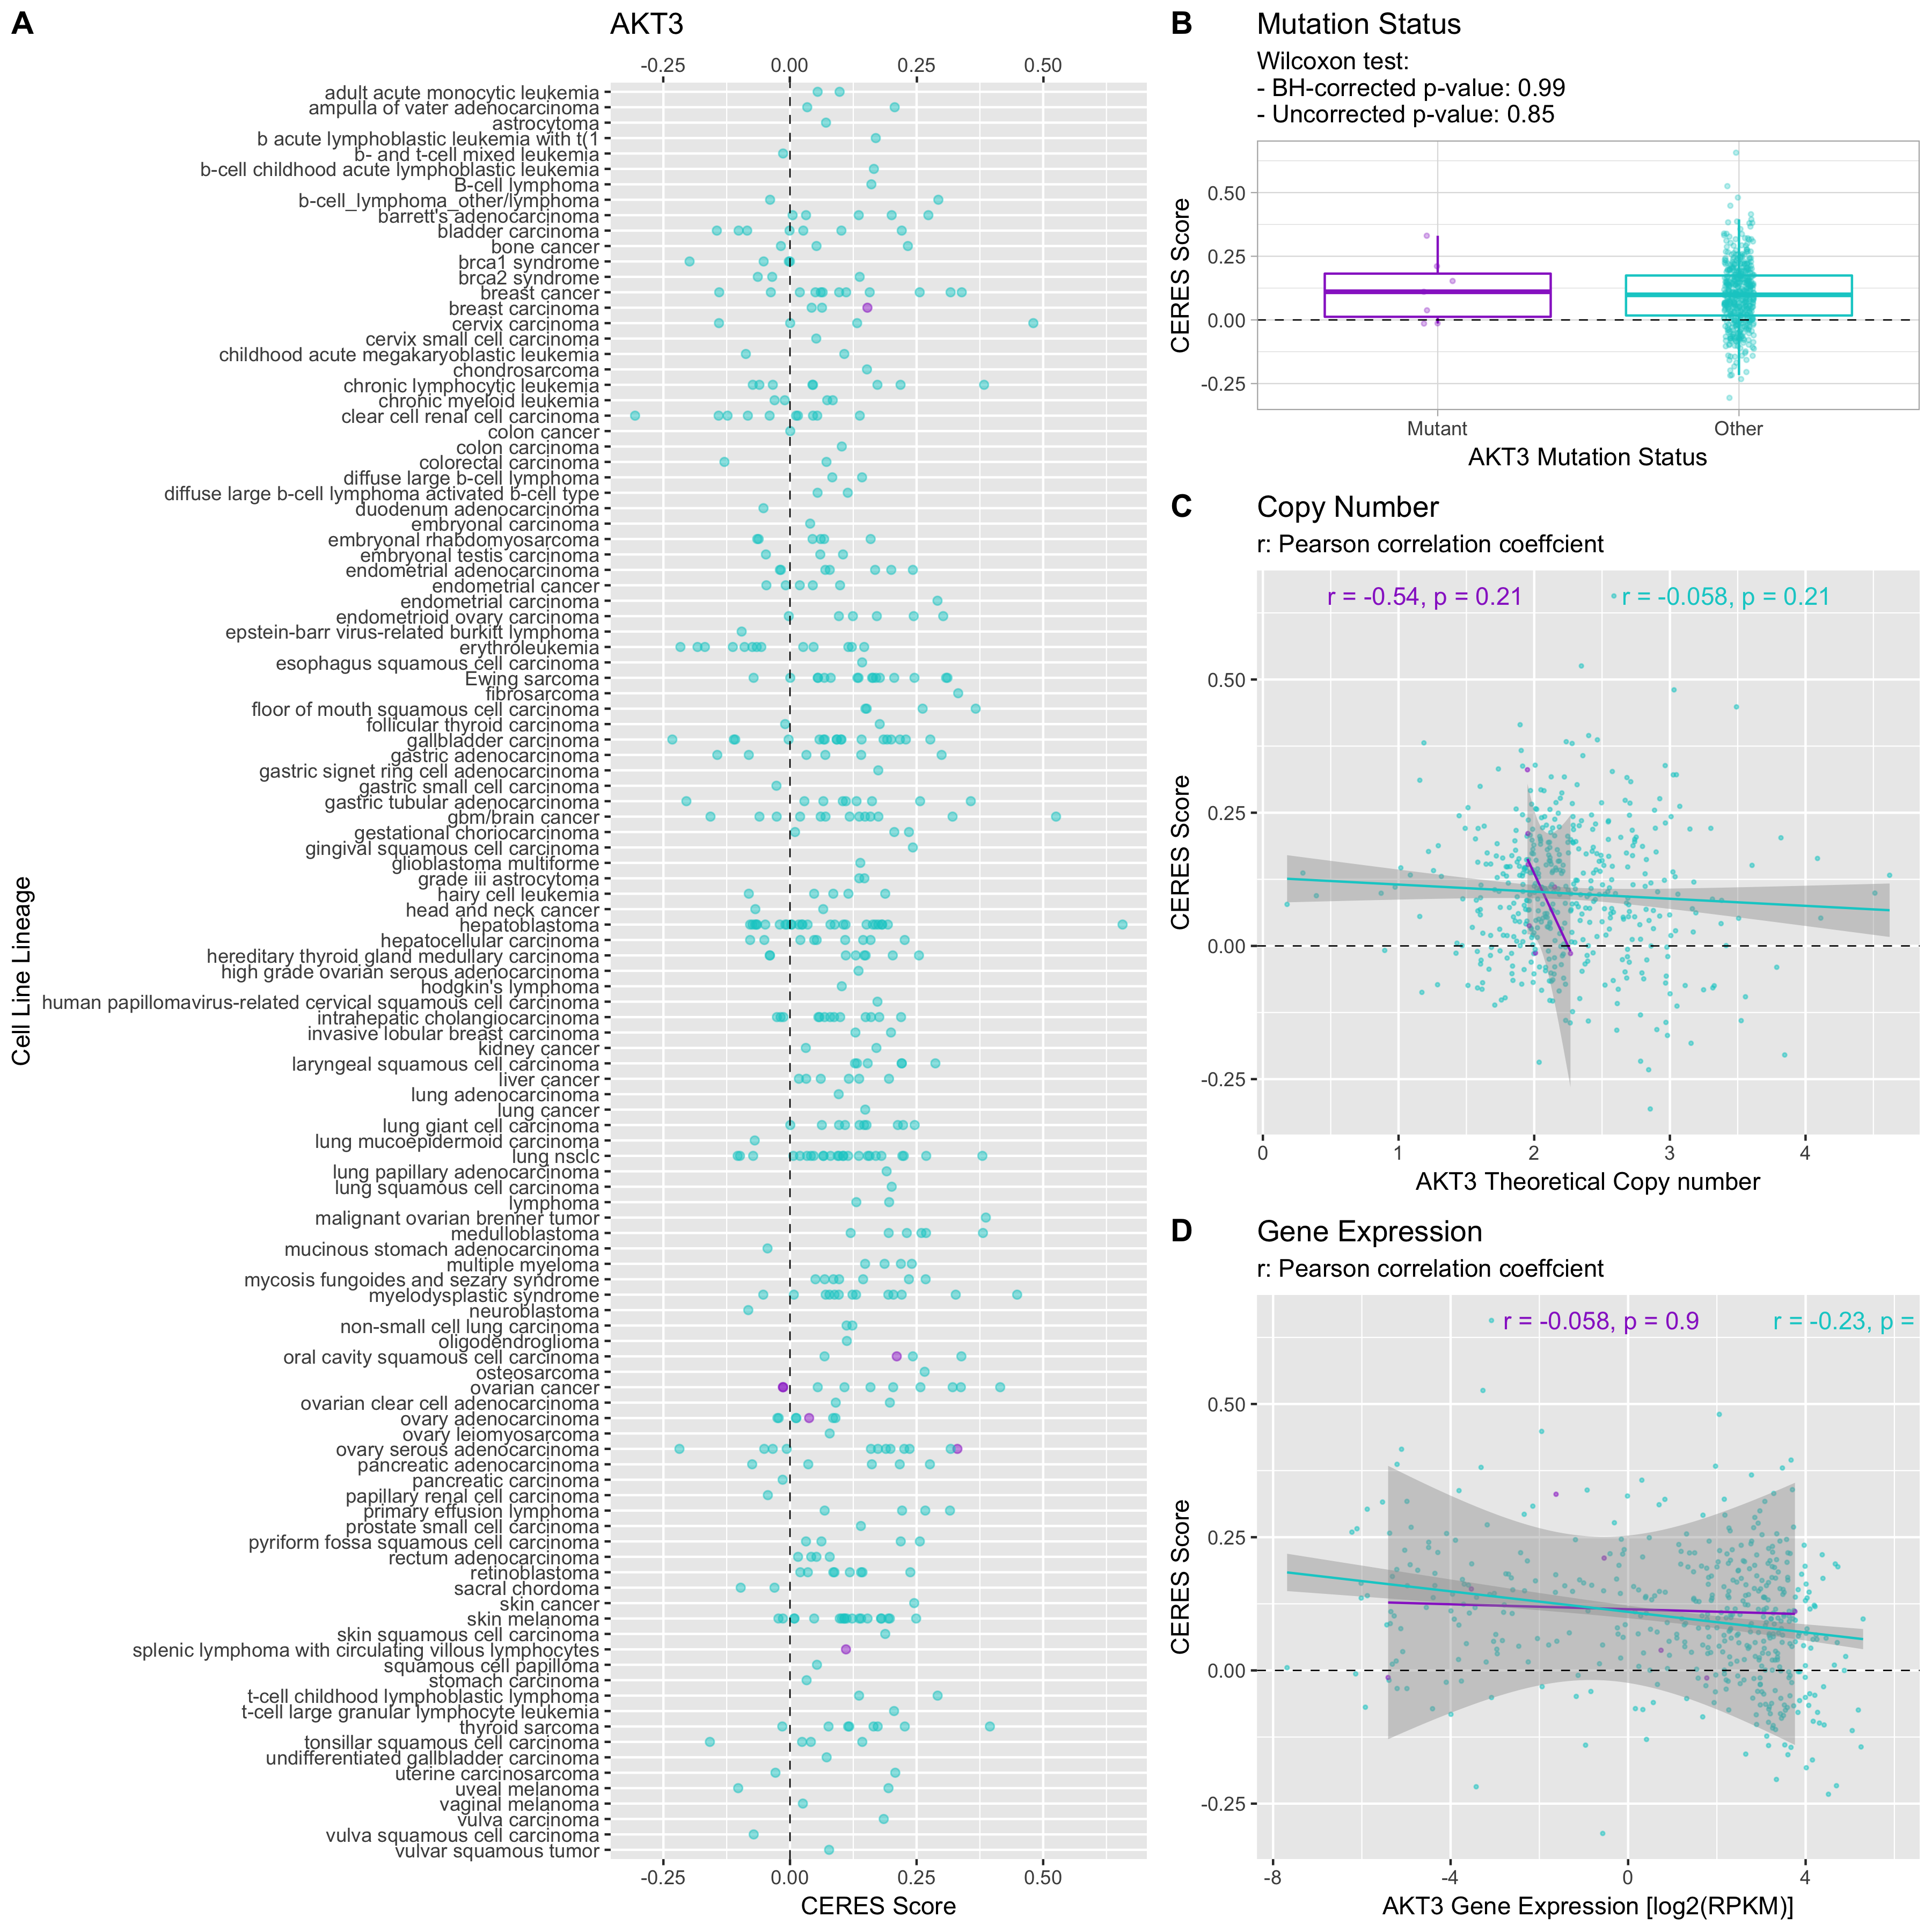 A
AKT3
-0.25 0.00 0.25 0.50
Cell Line Lineage
adult acute monocytic leukemia
ampulla of vater adenocarcinoma
astrocytoma
b acute lymphoblastic leukemia with t(1
b- and t-cell mixed leukemia
b-cell childhood acute lymphoblastic leukemia
B-cell lymphoma
b-cell_lymphoma_other/lymphoma
barrett's adenocarcinoma
bladder carcinoma
bone cancer
brca1 syndrome
brca2 syndrome
breast cancer
breast carcinoma
cervix carcinoma
cervix small cell carcinoma
childhood acute megakaryoblastic leukemia
chondrosarcoma
chronic lymphocytic leukemia
chronic myeloid leukemia
clear cell renal cell carcinoma
colon cancer
colon carcinoma
colorectal carcinoma
diffuse large b-cell lymphoma
diffuse large b-cell lymphoma activated b-cell type
duodenum adenocarcinoma
embryonal carcinoma
embryonal rhabdomyosarcoma
embryonal testis carcinoma
endometrial adenocarcinoma
endometrial cancer
endometrial carcinoma
endometrioid ovary carcinoma
epstein-barr virus-related burkitt lymphoma
erythroleukemia
esophagus squamous cell carcinoma
Ewing sarcoma
fibrosarcoma
floor of mouth squamous cell carcinoma
follicular thyroid carcinoma
gallbladder carcinoma
gastric adenocarcinoma
gastric signet ring cell adenocarcinoma
gastric small cell carcinoma
gastric tubular adenocarcinoma
gbm/brain cancer
gestational choriocarcinoma
gingival squamous cell carcinoma
glioblastoma multiforme
grade iii astrocytoma
hairy cell leukemia
head and neck cancer
hepatoblastoma
hepatocellular carcinoma
hereditary thyroid gland medullary carcinoma
high grade ovarian serous adenocarcinoma
hodgkin's lymphoma
human papillomavirus-related cervical squamous cell carcinoma
intrahepatic cholangiocarcinoma
invasive lobular breast carcinoma
kidney cancer
laryngeal squamous cell carcinoma
liver cancer
lung adenocarcinoma
lung cancer
lung giant cell carcinoma
lung mucoepidermoid carcinoma
lung nsclc
lung papillary adenocarcinoma
lung squamous cell carcinoma
lymphoma
malignant ovarian brenner tumor
medulloblastoma
mucinous stomach adenocarcinoma
multiple myeloma
mycosis fungoides and sezary syndrome
myelodysplastic syndrome
neuroblastoma
non-small cell lung carcinoma
oligodendroglioma
oral cavity squamous cell carcinoma
osteosarcoma
ovarian cancer
ovarian clear cell adenocarcinoma
ovary adenocarcinoma
ovary leiomyosarcoma
ovary serous adenocarcinoma
pancreatic adenocarcinoma
pancreatic carcinoma
papillary renal cell carcinoma
primary effusion lymphoma
prostate small cell carcinoma
pyriform fossa squamous cell carcinoma
rectum adenocarcinoma
retinoblastoma
sacral chordoma
skin cancer
skin melanoma
skin squamous cell carcinoma
splenic lymphoma with circulating villous lymphocytes
squamous cell papilloma
stomach carcinoma
t-cell childhood lymphoblastic lymphoma
t-cell large granular lymphocyte leukemia
thyroid sarcoma
tonsillar squamous cell carcinoma
undifferentiated gallbladder carcinoma
uterine carcinosarcoma
uveal melanoma
vaginal melanoma
vulva carcinoma
vulva squamous cell carcinoma
vulvar squamous tumor
-0.25 0.00 0.25 0.50
CERES Score
B
Mutation Status
Wilcoxon test:
- BH-corrected p-value: 0.99
- Uncorrected p-value: 0.85
CERES Score
0.50
0.25
0.00
-0.25
Mutant Other
AKT3 Mutation Status
C
Copy Number
r: Pearson correlation coeffcient
r = -0.54, p = 0.21 r = -0.058, p = 0.21
CERES Score
0.50
0.25
0.00
-0.25
0 1 2 3 4
AKT3 Theoretical Copy number
D
Gene Expression
r: Pearson correlation coeffcient
r = -0.058, p = 0.9 r = -0.23, p =
CERES Score
0.50
0.25
0.00
-0.25
-8 -4 0 4
AKT3 Gene Expression [log2(RPKM)]